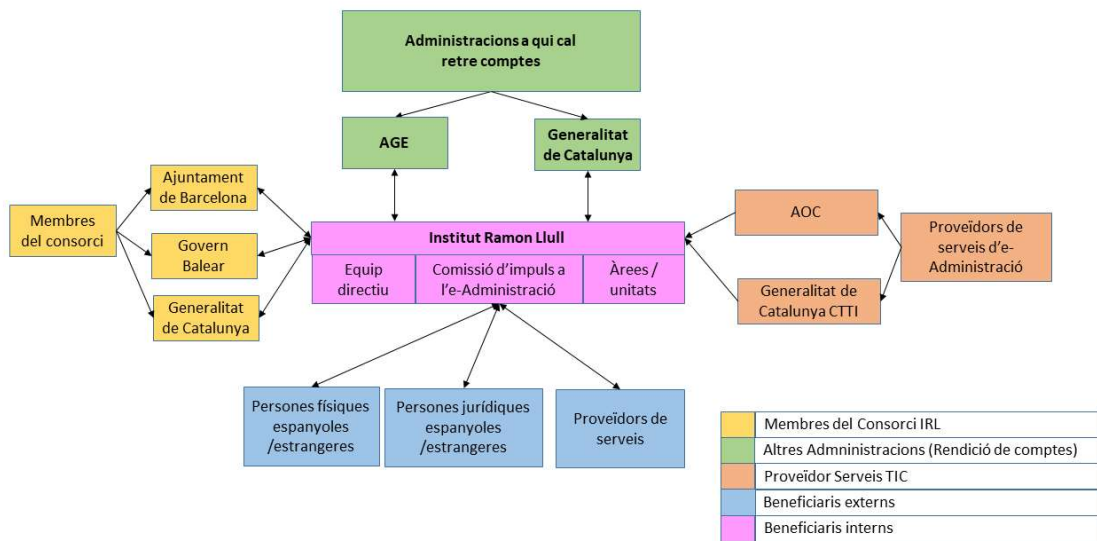 Administracions a qui cal
retre comptes
AGE
Generalitat
de Catalunya
Membres
del consorci
Ajuntament
de Barcelona
Govern
Balear
Generalitat
de Catalunya
Institut Ramon Llull
Equip
directiu
Comissió d'impuls a
l'e-Administració
Àrees /
unitats
AOC
Generalitat de
Catalunya CTTI
Proveïdors de
serveis d'e-
Administració
Persones físiques
espanyoles
/estrangeres
Persones jurídiques
espanyoles
/estrangeres
Proveïdors de
serveis
Membres del Consorci IRL
Altres Admninistracions (Rendició de comptes)
Proveïdor Serveis TIC
Beneficiaris externs
Beneficiaris interns